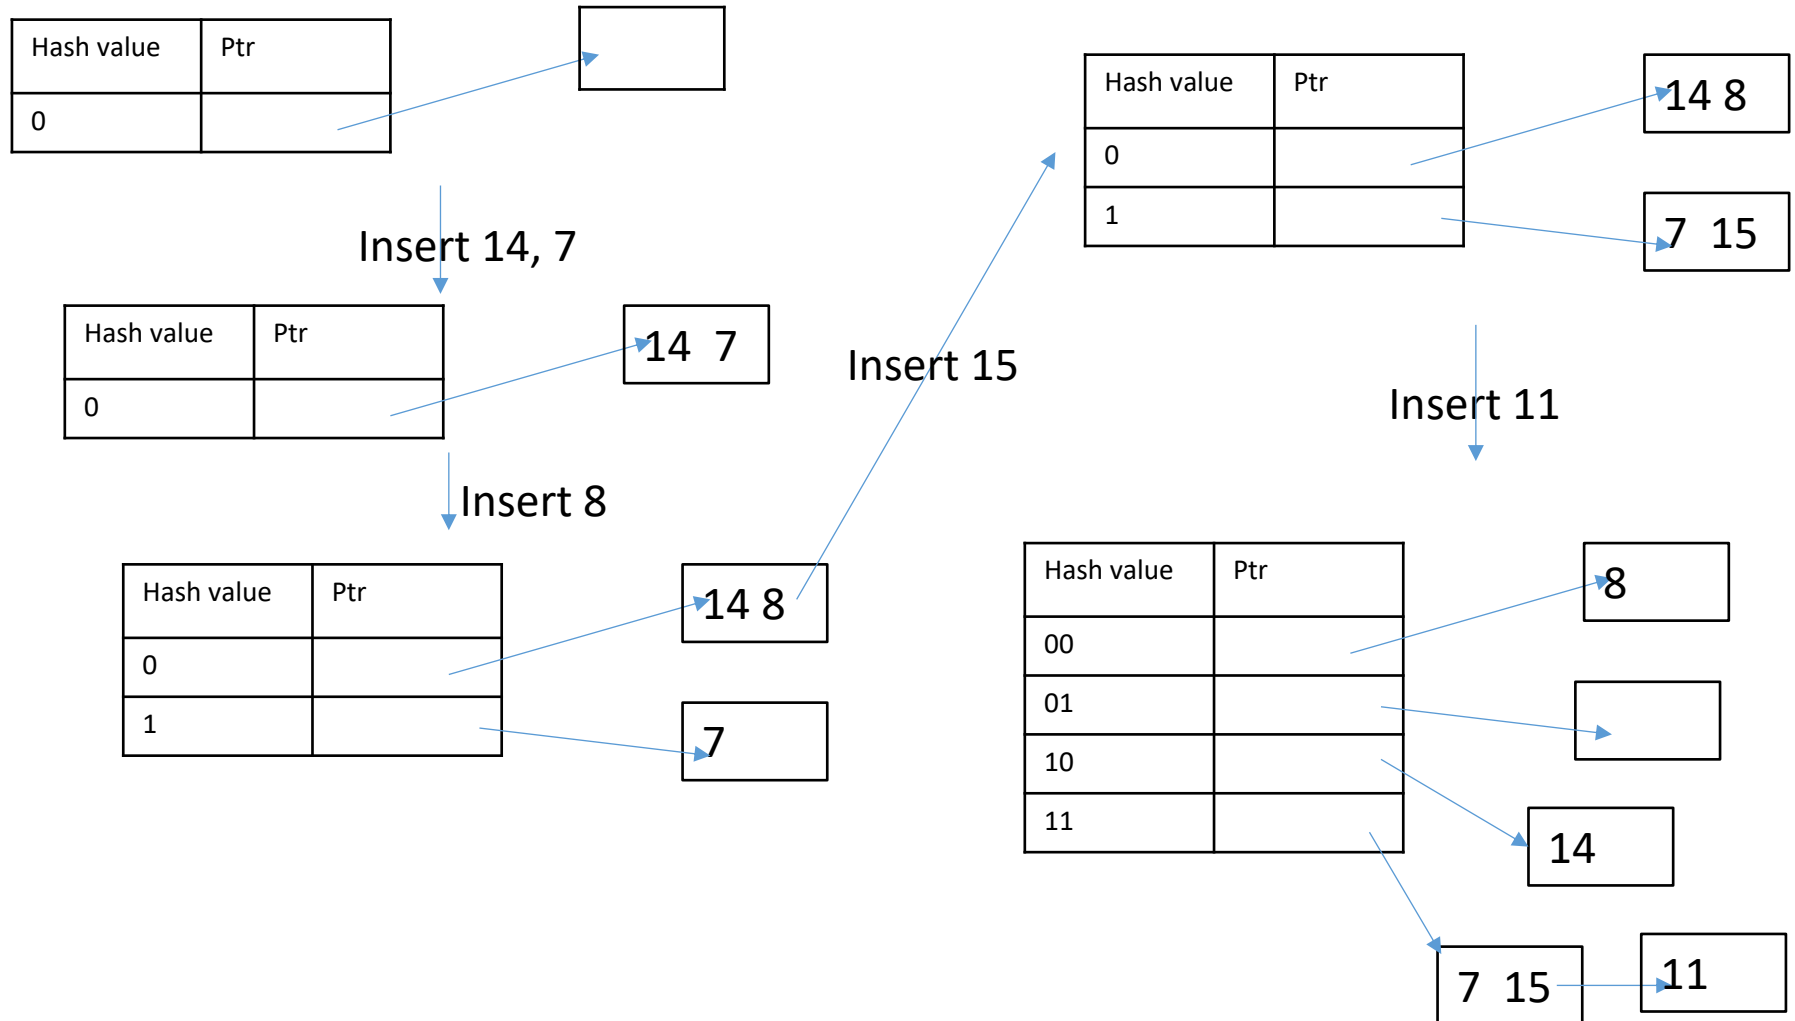 Hash value Ptr
0
Insert 14, 7
Hash value Ptr
14 7
0
Insert 8
Hash value Ptr
14 8
0
1
7
Insert 15
Hash value Ptr
14 8
0
1
7 15
Insert 11
Hash value Ptr
8
00
01
10
11
14
7 15
11